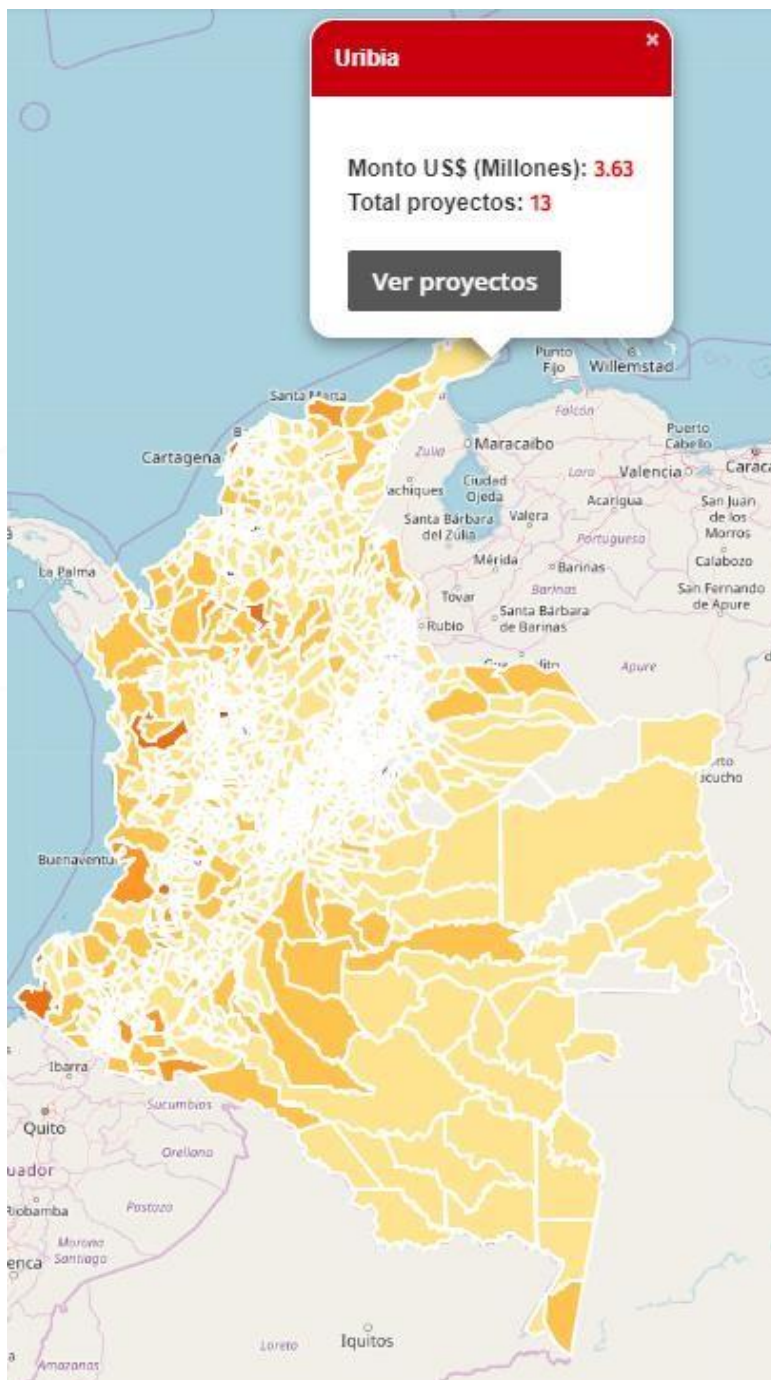 Uribia
×
Monto US$ (Millones): 3.63
Total proyectos: 13
Ver proyectos
Punto
Fijo
Willemstad
Santa Marta
Falcón
Cartagena
Zulia
Maracaibo
Puerto
Cabello
Lara
Valencia
Caraca
Ciudad
Ojeda
achiques
Acarigua
San Juan
de los
Morros
Santa Bárbara
del Zulia
Valera
Portuguesa
Calabozo
Mérida
Barinas
La Palma
Tovar
Barinas
San Fernando
de Apure
Rubio
Santa Bárbara
de Barinas
Apure
Buenaventu
Ibarra
Sucumbíos
Quito
Orellana
uador
Riobamba
Pastaza
Morona
Santiago
enca
Loreto
Iquitos
Amazonas